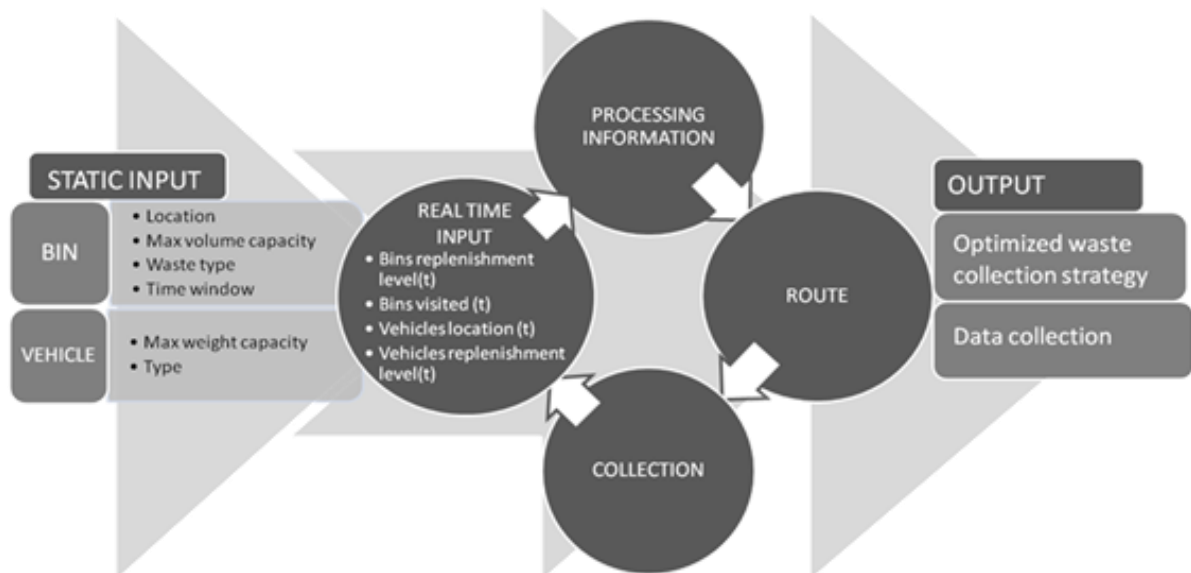 STATIC INPUT
BIN
• Location
• Max volume capacity
• Waste type
• Time window
VEHICLE
• Max weight capacity
• Type
REAL TIME
INPUT
• Bins replenishment
level(t)
• Bins visited (t)
• Vehicles location (t)
• Vehicles replenishment
level(t)
PROCESSING
INFORMATION
ROUTE
COLLECTION
OUTPUT
Optimized waste
collection strategy
Data collection